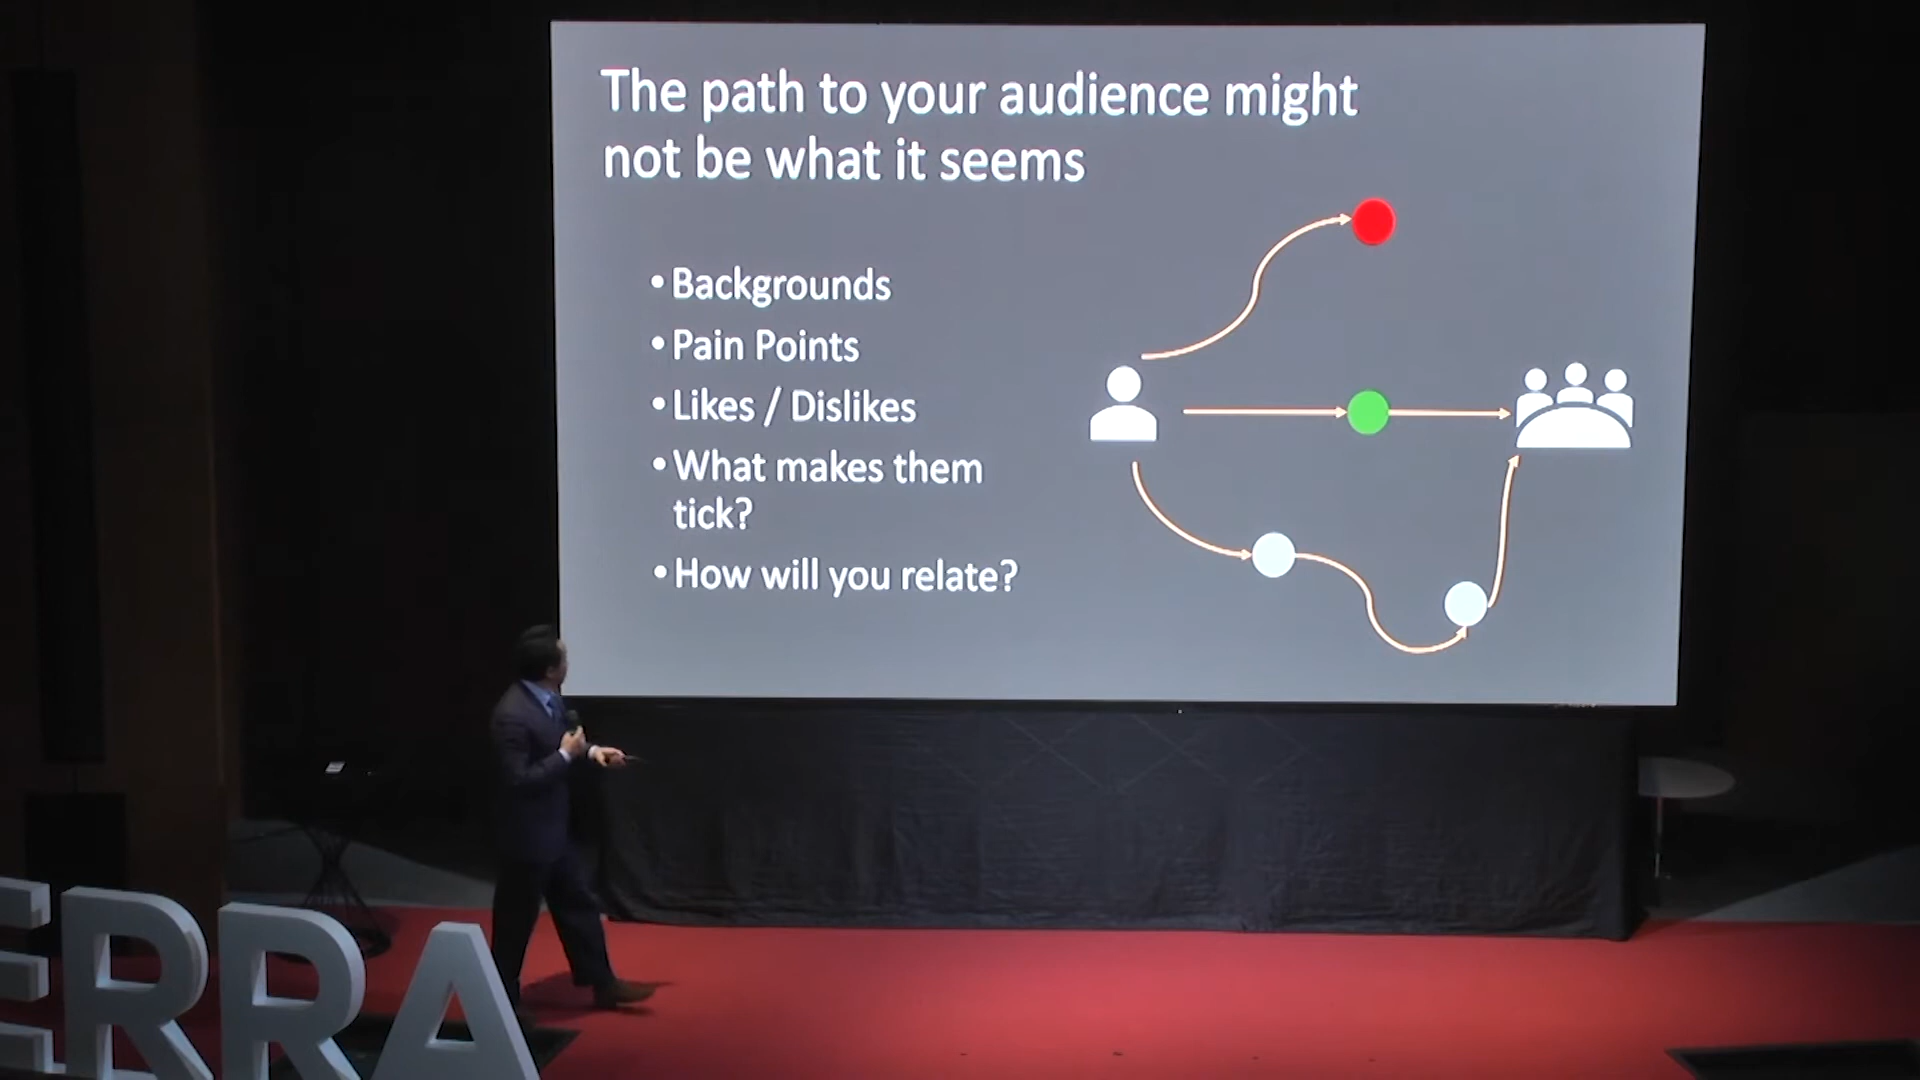 The path to your audience might
not be what it seems
• Backgrounds
• Pain Points
• Likes / Dislikes
• What makes them
tick?
• How will you relate?
ERRA